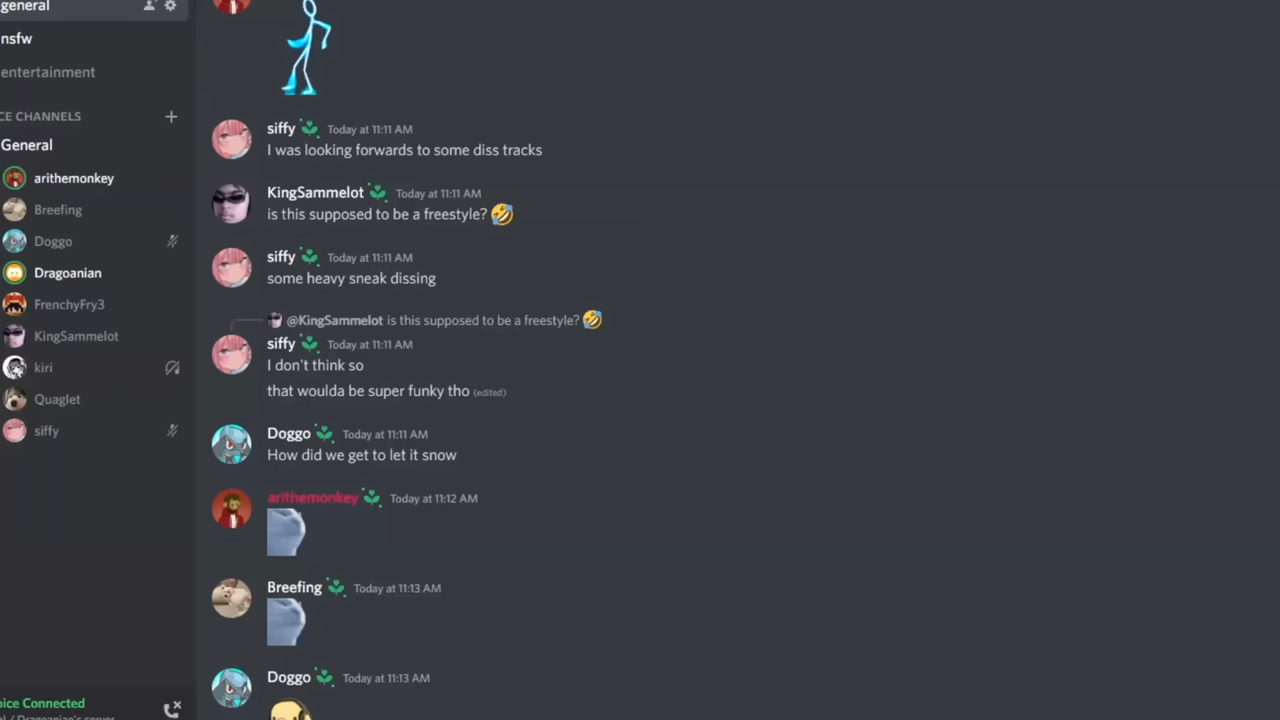 general
nsfw
entertainment
CE CHANNELS
General
arithemonkey
Breefing
Doggo
Dragoanian
FrenchyFry3
KingSammelot
kiri
Quaglet
siffy
oice Connected
siffy Today at 11:11 AM
I was looking forwards to some diss tracks
KingSammelot Today at 11:11 AM
is this supposed to be a freestyle? 🤣
siffy Today at 11:11 AM
some heavy sneak dissing
@KingSammelot is this supposed to be a freestyle? 🤣
siffy Today at 11:11 AM
I don't think so
that woulda be super funky tho (edited)
Doggo Today at 11:11 AM
How did we get to let it snow
arithemonkey Today at 11:12 AM
Breefing Today at 11:13 AM
Doggo Today at 11:13 AM